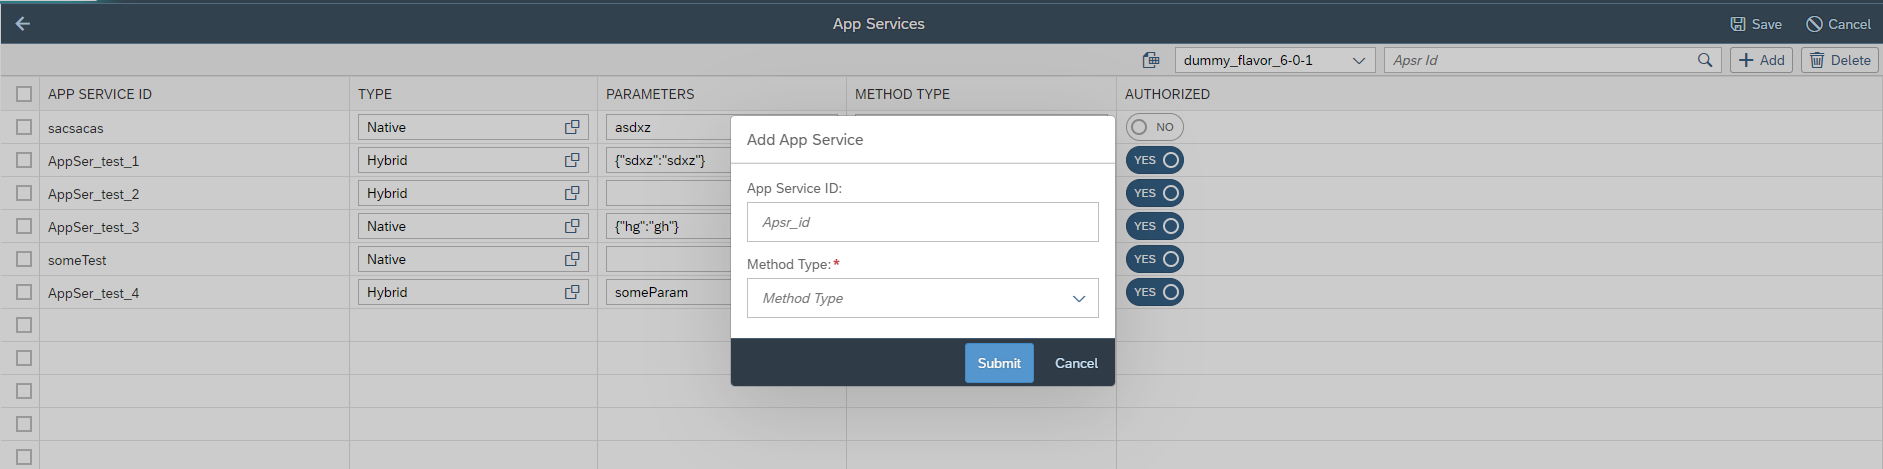 App Services
Save
Cancel
dummy_flavor_6-0-1
Apsr Id
Add
Delete
APP SERVICE ID TYPE PARAMETERS METHOD TYPE AUTHORIZED
sacsacas Native asdxz NO
AppSer_test_1 Hybrid {"sdxz":"sdxz"} YES
AppSer_test_2 Hybrid YES
AppSer_test_3 Native {"hg":"gh"} YES
someTest Native YES
AppSer_test_4 Hybrid someParam YES
Add App Service
App Service ID:
Apsr_id
Method Type:*
Method Type
Submit Cancel